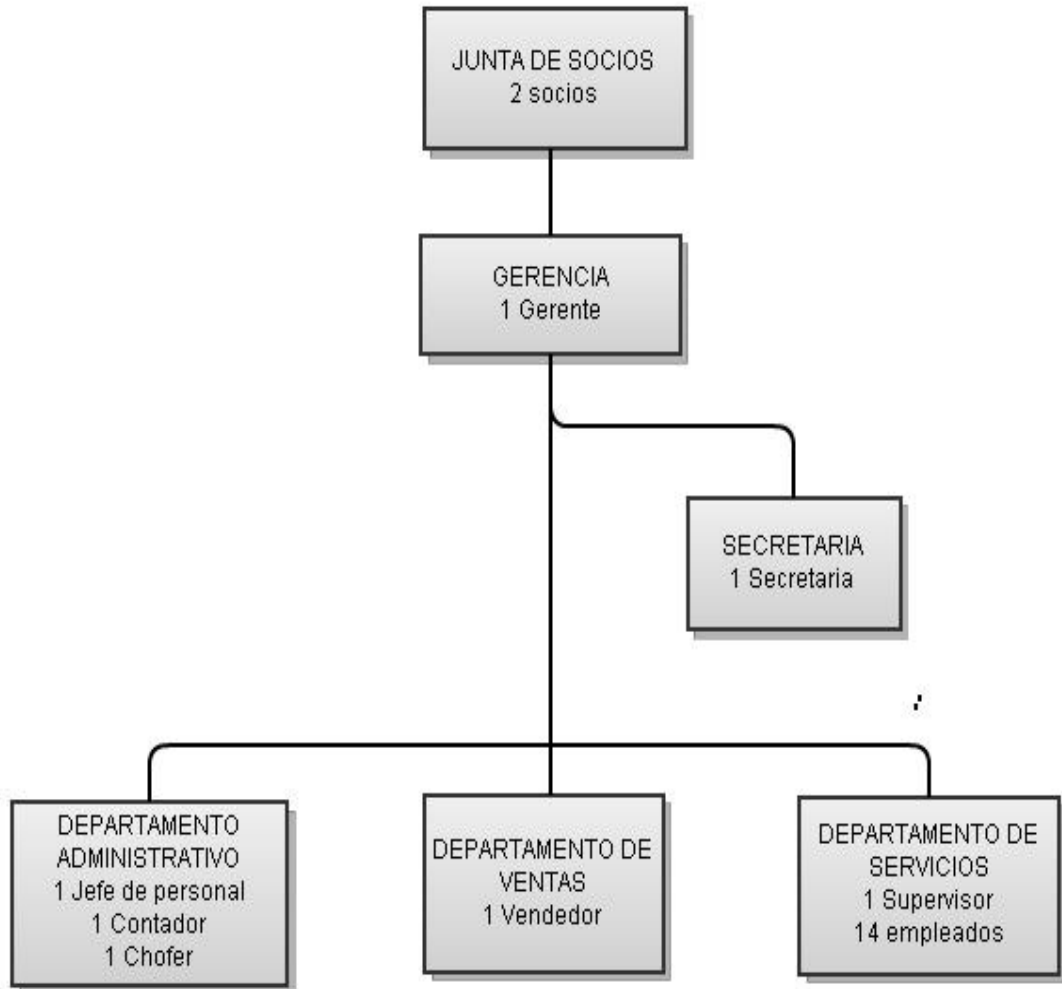 JUNTA DE SOCIOS
2 socios
GERENCIA
1 Gerente
SECRETARIA
1 Secretaria
DEPARTAMENTO
ADMINISTRATIVO
1 Jefe de personal
1 Contador
1 Chofer
DEPARTAMENTO DE
VENTAS
1 Vendedor
DEPARTAMENTO DE
SERVICIOS
1 Supervisor
14 empleados